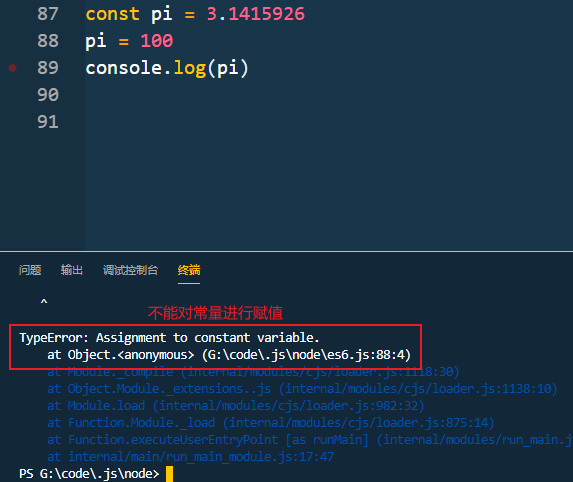 87 const pi = 3.1415926
88 pi = 100
89 console.log(pi)
90
91
问题 输出 调试控制台 终端
^
不能对常量进行赋值
TypeError: Assignment to constant variable.
at Object.<anonymous> (G:\code\.js\node\es6.js:88:4)
at Module._compile (internal/modules/cjs/loader.js:1118:30)
at Object.Module._extensions..js (internal/modules/cjs/loader.js:1138:10)
at Module.load (internal/modules/cjs/loader.js:982:32)
at Function.Module._load (internal/modules/cjs/loader.js:875:14)
at Function.executeUserEntryPoint [as runMain] (internal/modules/run_main.j
at internal/main/run_main_module.js:17:47
PS G:\code\.js\node>